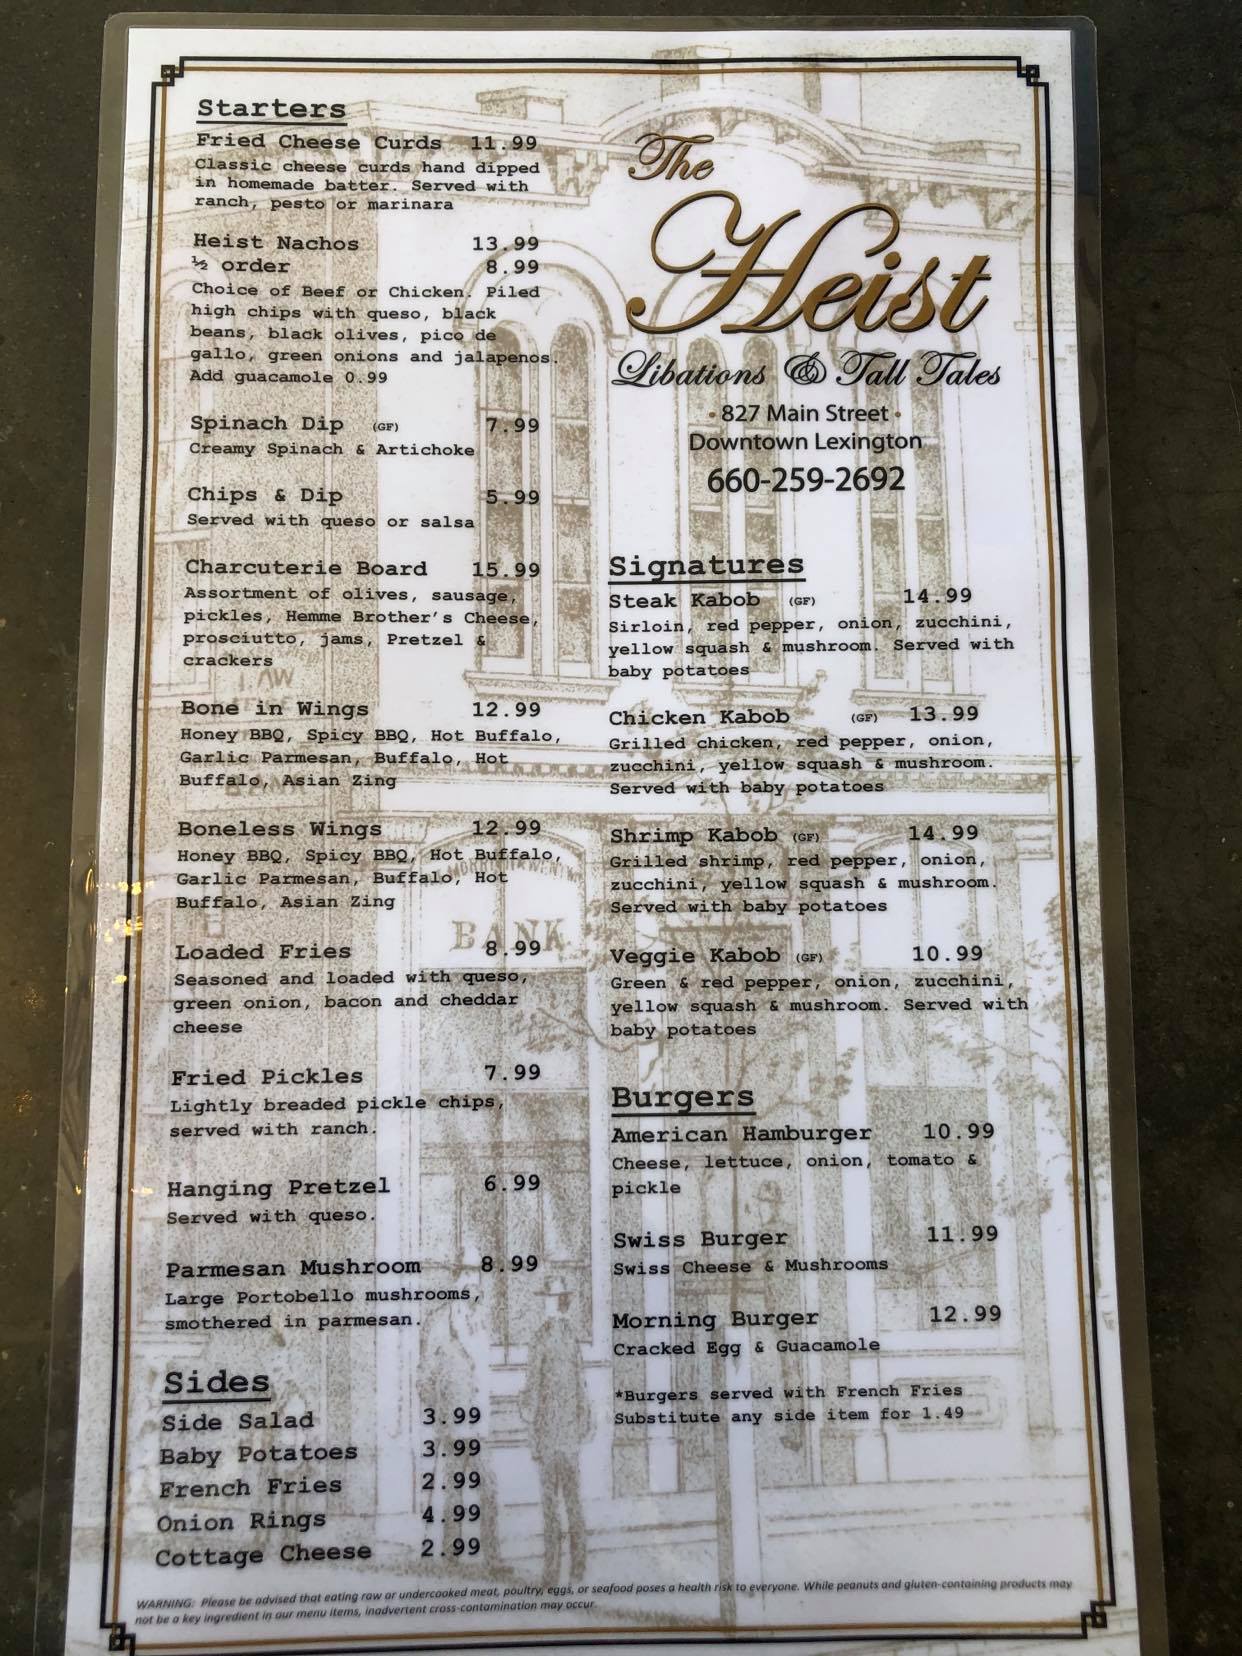 Starters
Fried Cheese Curds 11.99
Classic cheese curds hand dipped
in homemade batter. Served with
ranch, pesto or marinara
Heist Nachos 13.99
½ order 8.99
Choice of Beef or Chicken. Piled
high chips with queso, black
beans, black olives, pico de
gallo, green onions and jalapenos.
Add guacamole 0.99
Spinach Dip (GF) 7.99
Creamy Spinach & Artichoke
Chips & Dip 5.99
Served with queso or salsa
Charcuterie Board 15.99
Assortment of olives, sausage,
pickles, Hemme Brother's Cheese,
prosciutto, jams, Pretzel &
crackers
Bone in Wings 12.99
Honey BBQ, Spicy BBQ, Hot Buffalo,
Garlic Parmesan, Buffalo, Hot
Buffalo, Asian Zing
Boneless Wings 12.99
Honey BBQ, Spicy BBQ, Hot Buffalo,
Garlic Parmesan, Buffalo, Hot
Buffalo, Asian Zing
BANK
Loaded Fries 8.99
Seasoned and loaded with queso,
green onion, bacon and cheddar
cheese
Fried Pickles 7.99
Lightly breaded pickle chips,
served with ranch.
Hanging Pretzel 6.99
Served with queso.
Parmesan Mushroom 8.99
Large Portobello mushrooms,
smothered in parmesan.
Sides
Side Salad 3.99
Baby Potatoes 3.99
French Fries 2.99
Onion Rings 4.99
Cottage Cheese 2.99
The
Heist
Libations & Tall Tales
• 827 Main Street •
Downtown Lexington
660-259-2692
Signatures
Steak Kabob (GF) 14.99
Sirloin, red pepper, onion, zucchini,
yellow squash & mushroom. Served with
baby potatoes
Chicken Kabob (GF) 13.99
Grilled chicken, red pepper, onion,
zucchini, yellow squash & mushroom.
Served with baby potatoes
Shrimp Kabob (GF) 14.99
Grilled shrimp, red pepper, onion,
zucchini, yellow squash & mushroom.
Served with baby potatoes
Veggie Kabob (GF) 10.99
Green & red pepper, onion, zucchini,
yellow squash & mushroom. Served with
baby potatoes
Burgers
American Hamburger 10.99
Cheese, lettuce, onion, tomato &
pickle
Swiss Burger 11.99
Swiss Cheese & Mushrooms
Morning Burger 12.99
Cracked Egg & Guacamole
*Burgers served with French Fries
Substitute any side item for 1.49
WARNING: Please be advised that eating raw or undercooked meat, poultry, eggs, or seafood poses a health risk to everyone. While peanuts and gluten-containing products may
not be a key ingredient in our menu items, inadvertent cross-contamination may occur.